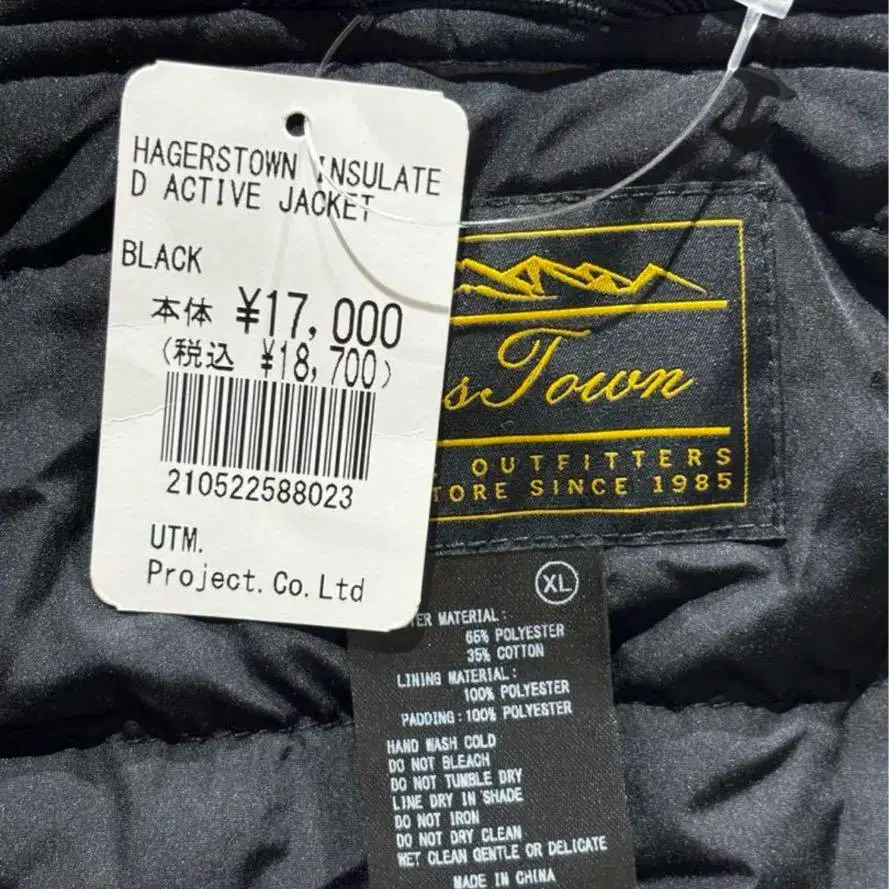 HAGERSTOWN INSULATE
D ACTIVE JACKET
BLACK
本体 ¥17,000
(税込 ¥18,700)
210522588023
UTM.
Project.Co.Ltd
sTown
OUTFITTERS
TORE SINCE 1985
XL
TER MATERIAL:
65% POLYESTER
35% COTTON
LINING MATERIAL:
100% POLYESTER
PADDING:100% POLYESTER
HAND WASH COLD
DO NOT BLEACH
DO NOT TUMBLE DRY
LINE DRY IN SHADE
DO NOT IRON
DO NOT DRY CLEAN
WET CLEAN GENTLE OR DELICATE
MADE IN CHINA